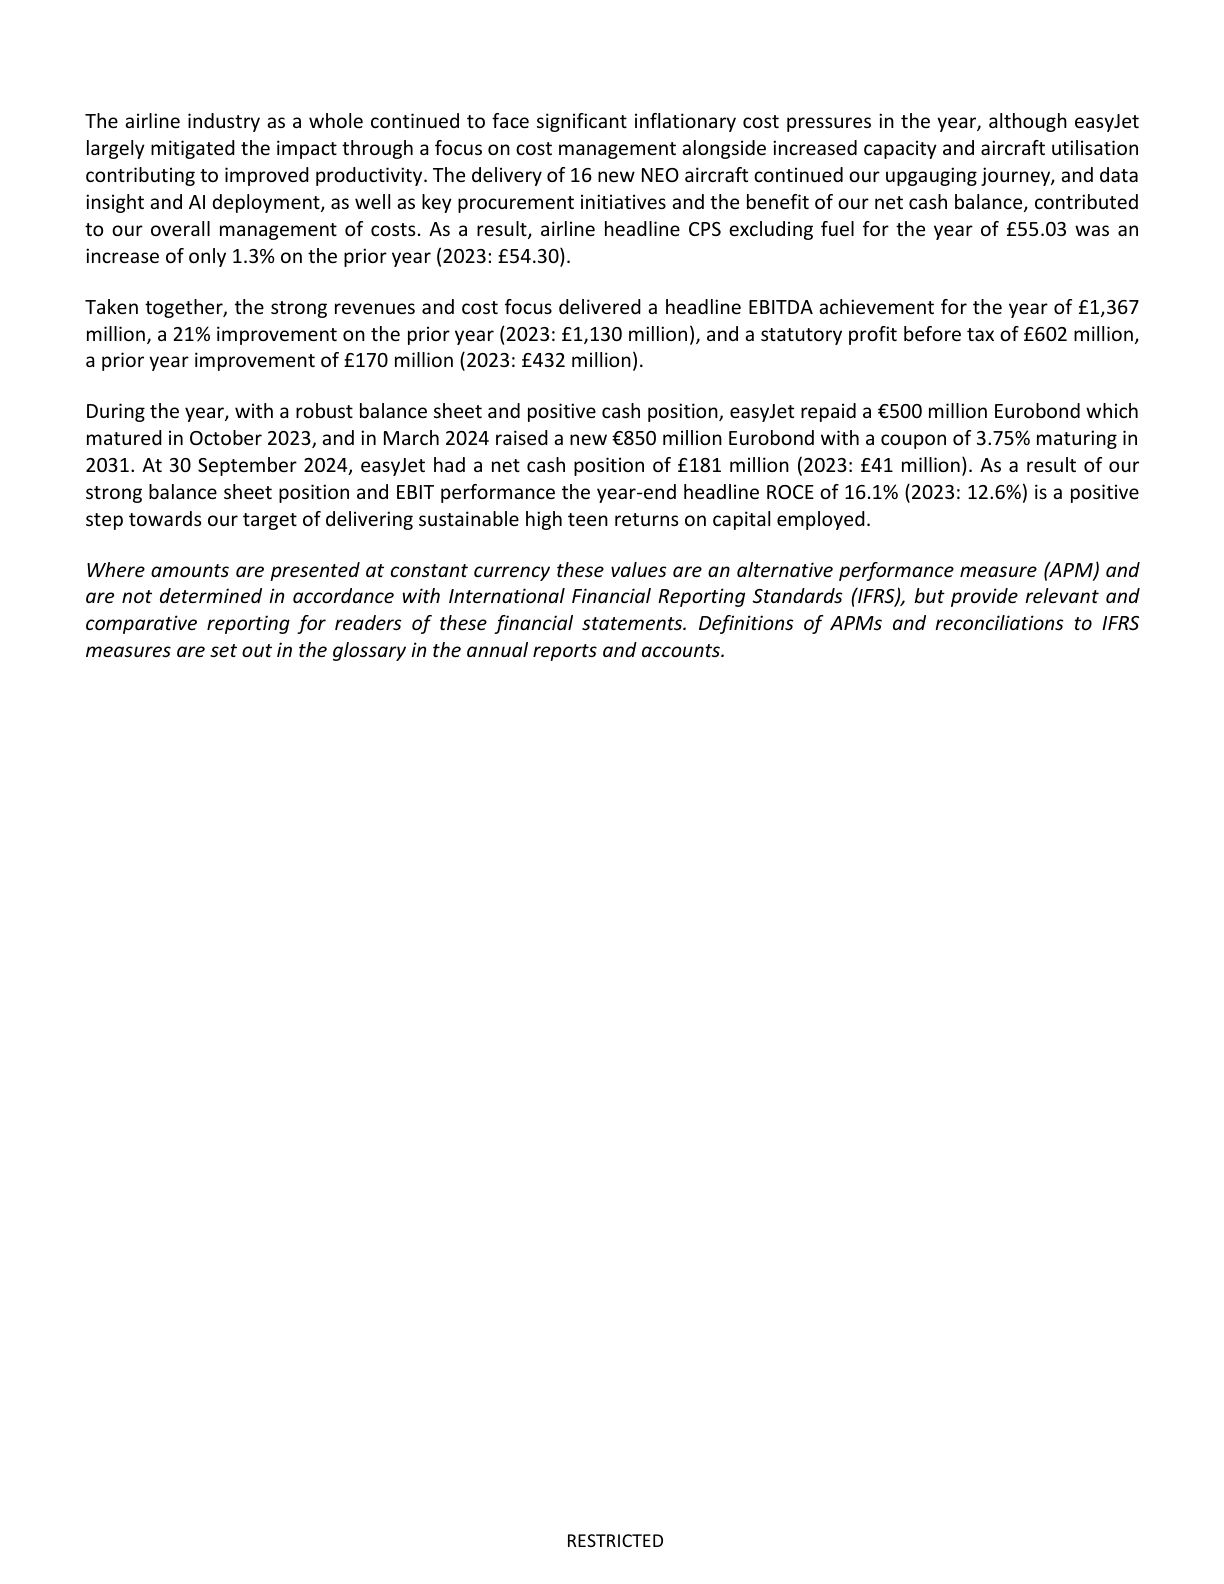 The airline industry as a whole continued to face significant inflationary cost pressures in the year, although easyJet
largely mitigated the impact through a focus on cost management alongside increased capacity and aircraft utilisation
contributing to improved productivity. The delivery of 16 new NEO aircraft continued our upgauging journey, and data
insight and AI deployment, as well as key procurement initiatives and the benefit of our net cash balance, contributed
to our overall management of costs. As a result, airline headline CPS excluding fuel for the year of £55.03 was an
increase of only 1.3% on the prior year (2023: £54.30).
Taken together, the strong revenues and cost focus delivered a headline EBITDA achievement for the year of £1,367
million, a 21% improvement on the prior year (2023: £1,130 million), and a statutory profit before tax of £602 million,
a prior year improvement of £170 million (2023: £432 million).
During the year, with a robust balance sheet and positive cash position, easyJet repaid a €500 million Eurobond which
matured in October 2023, and in March 2024 raised a new €850 million Eurobond with a coupon of 3.75% maturing in
2031. At 30 September 2024, easyJet had a net cash position of £181 million (2023: £41 million). As a result of our
strong balance sheet position and EBIT performance the year-end headline ROCE of 16.1% (2023: 12.6%) is a positive
step towards our target of delivering sustainable high teen returns on capital employed.
Where amounts are presented at constant currency these values are an alternative performance measure (APM) and
are not determined in accordance with International Financial Reporting Standards (IFRS), but provide relevant and
comparative reporting for readers of these financial statements. Definitions of APMs and reconciliations to IFRS
measures are set out in the glossary in the annual reports and accounts.
RESTRICTED